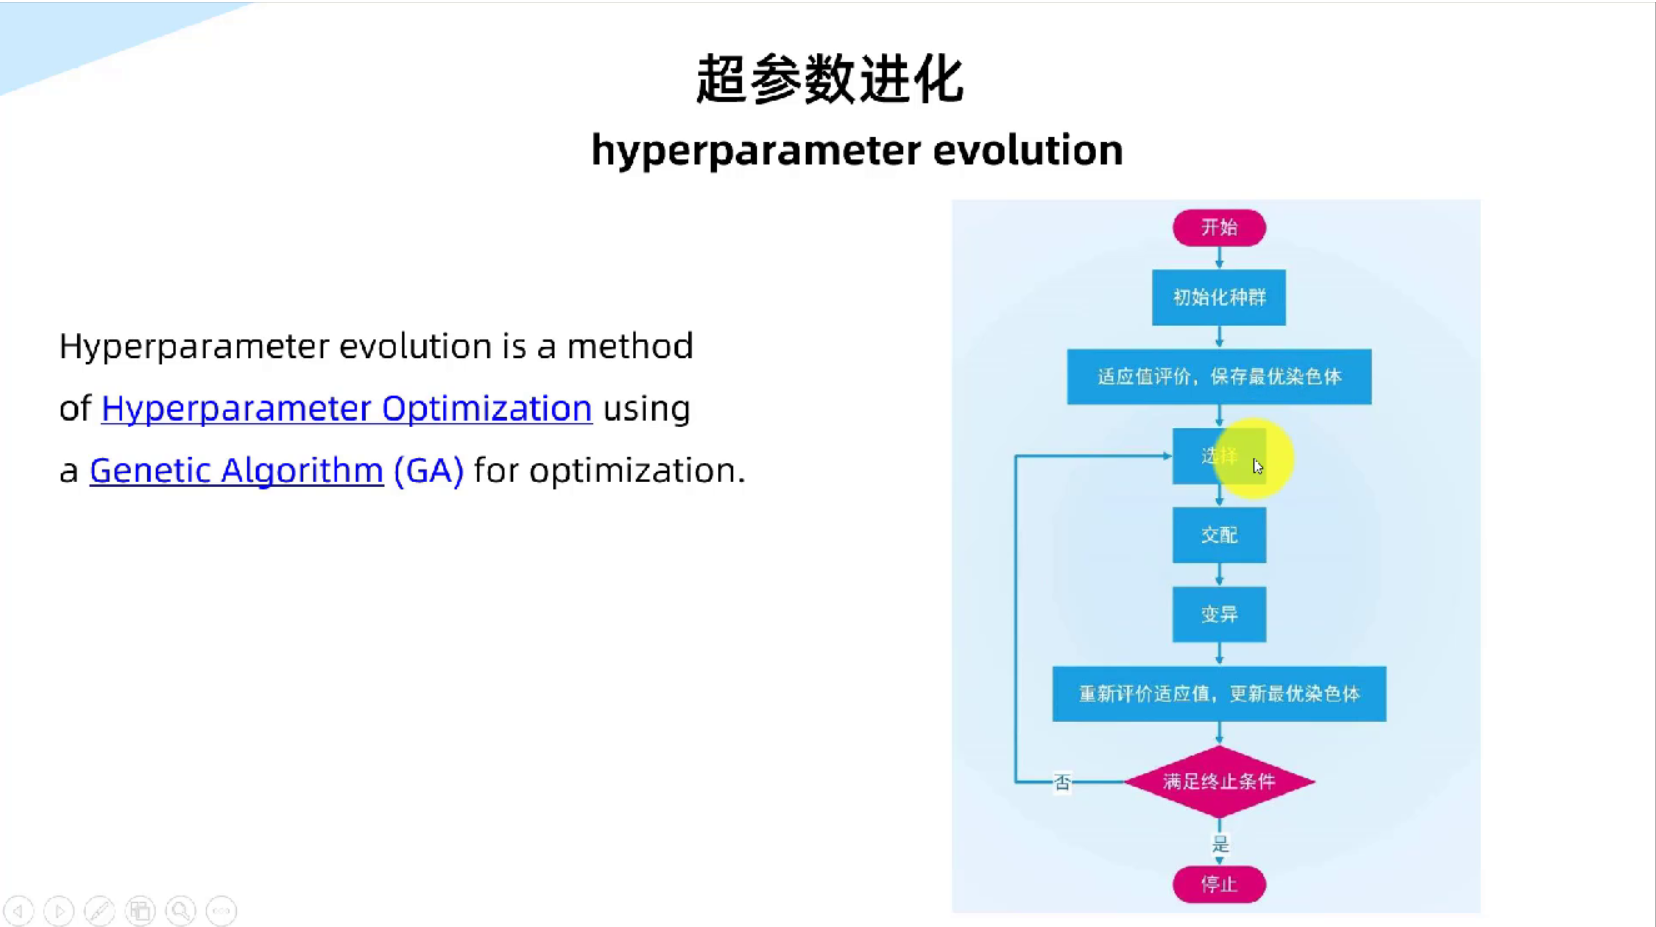 超参数进化
hyperparameter evolution
Hyperparameter evolution is a method
of Hyperparameter Optimization using
a Genetic Algorithm (GA) for optimization.
开始
初始化种群
适应值评价，保存最优染色体
选择
交配
变异
重新评价适应值，更新最优染色体
满足终止条件
否
是
停止